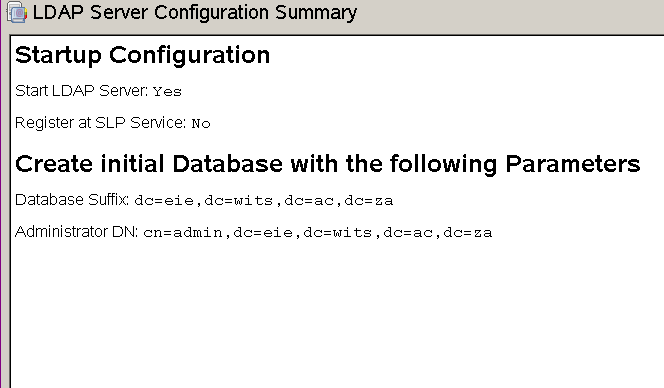 LDAP Server Configuration Summary
Startup Configuration
Start LDAP Server: Yes
Register at SLP Service: No
Create initial Database with the following Parameters
Database Suffix: dc=eie,dc=wits,dc=ac,dc=za
Administrator DN: cn=admin,dc=eie,dc=wits,dc=ac,dc=za